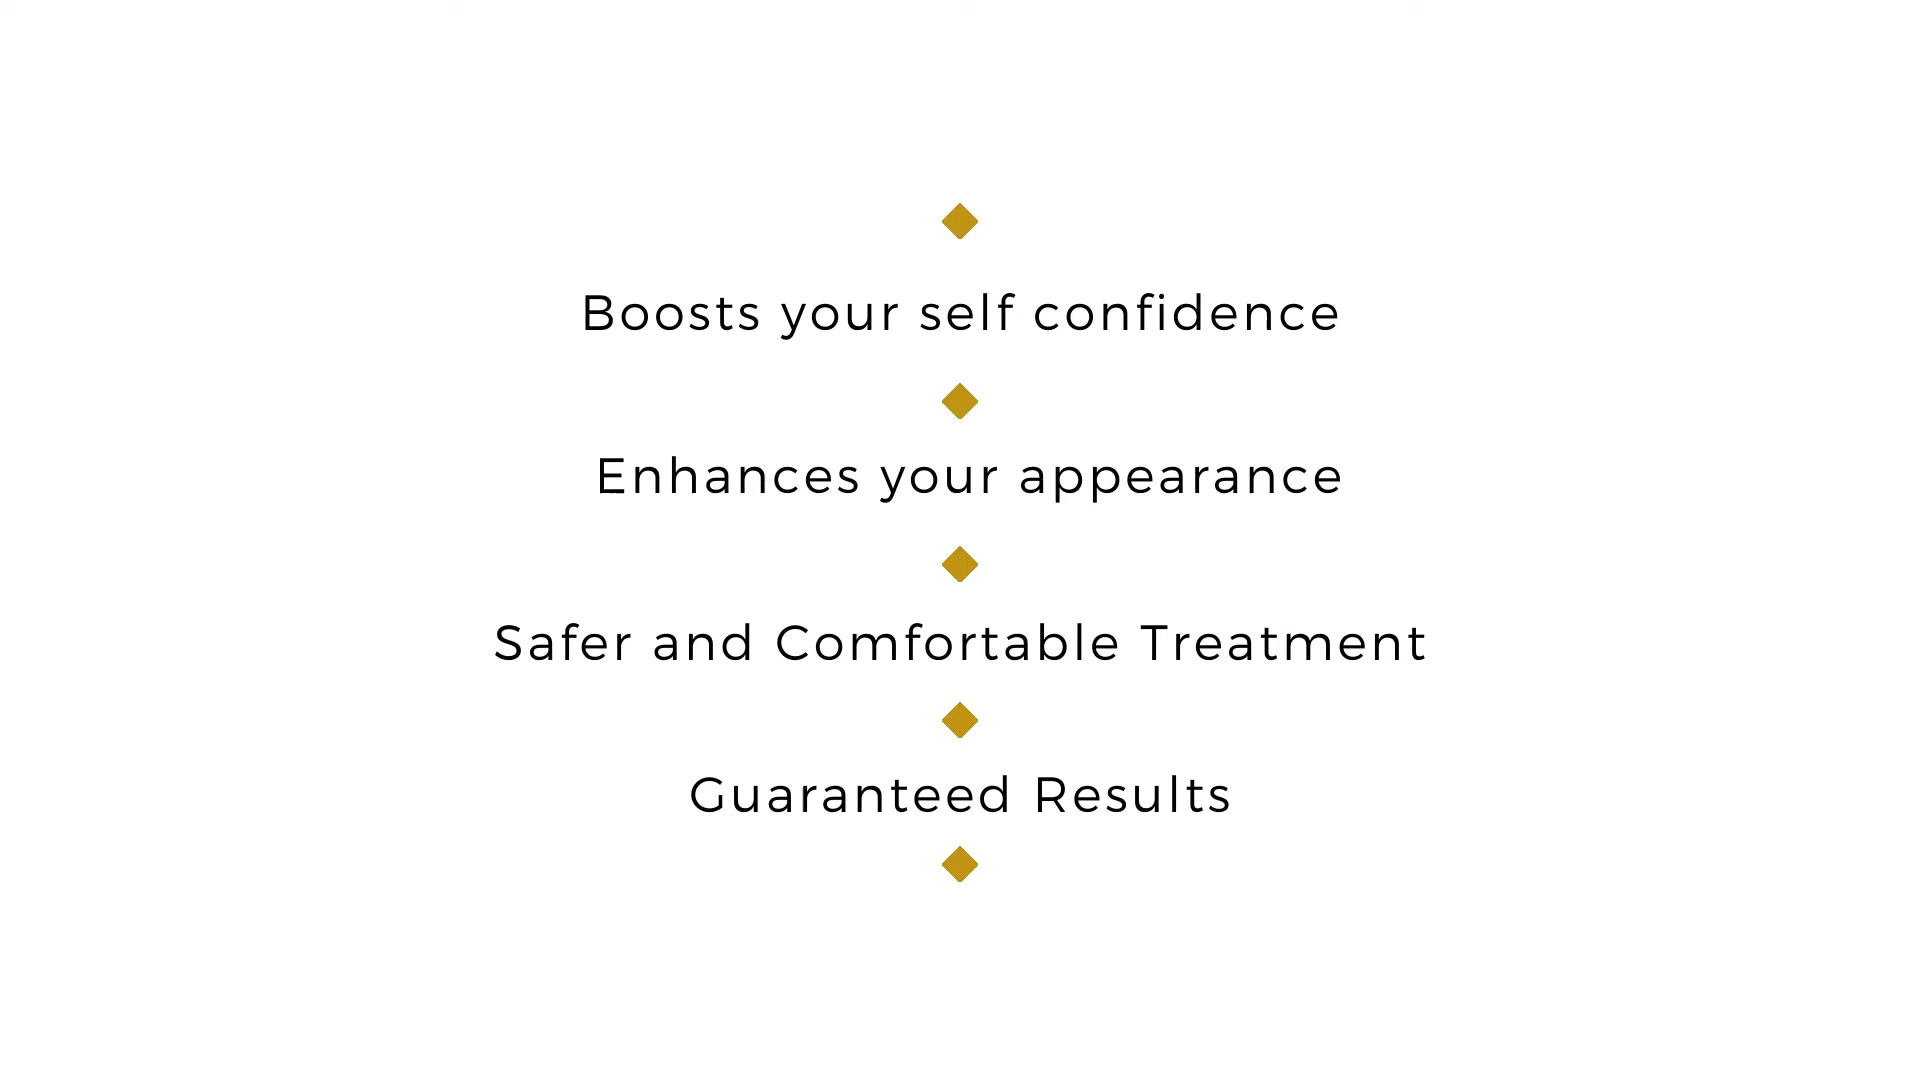 Boosts your self confidence
Enhances your appearance
Safer and Comfortable Treatment
Guaranteed Results